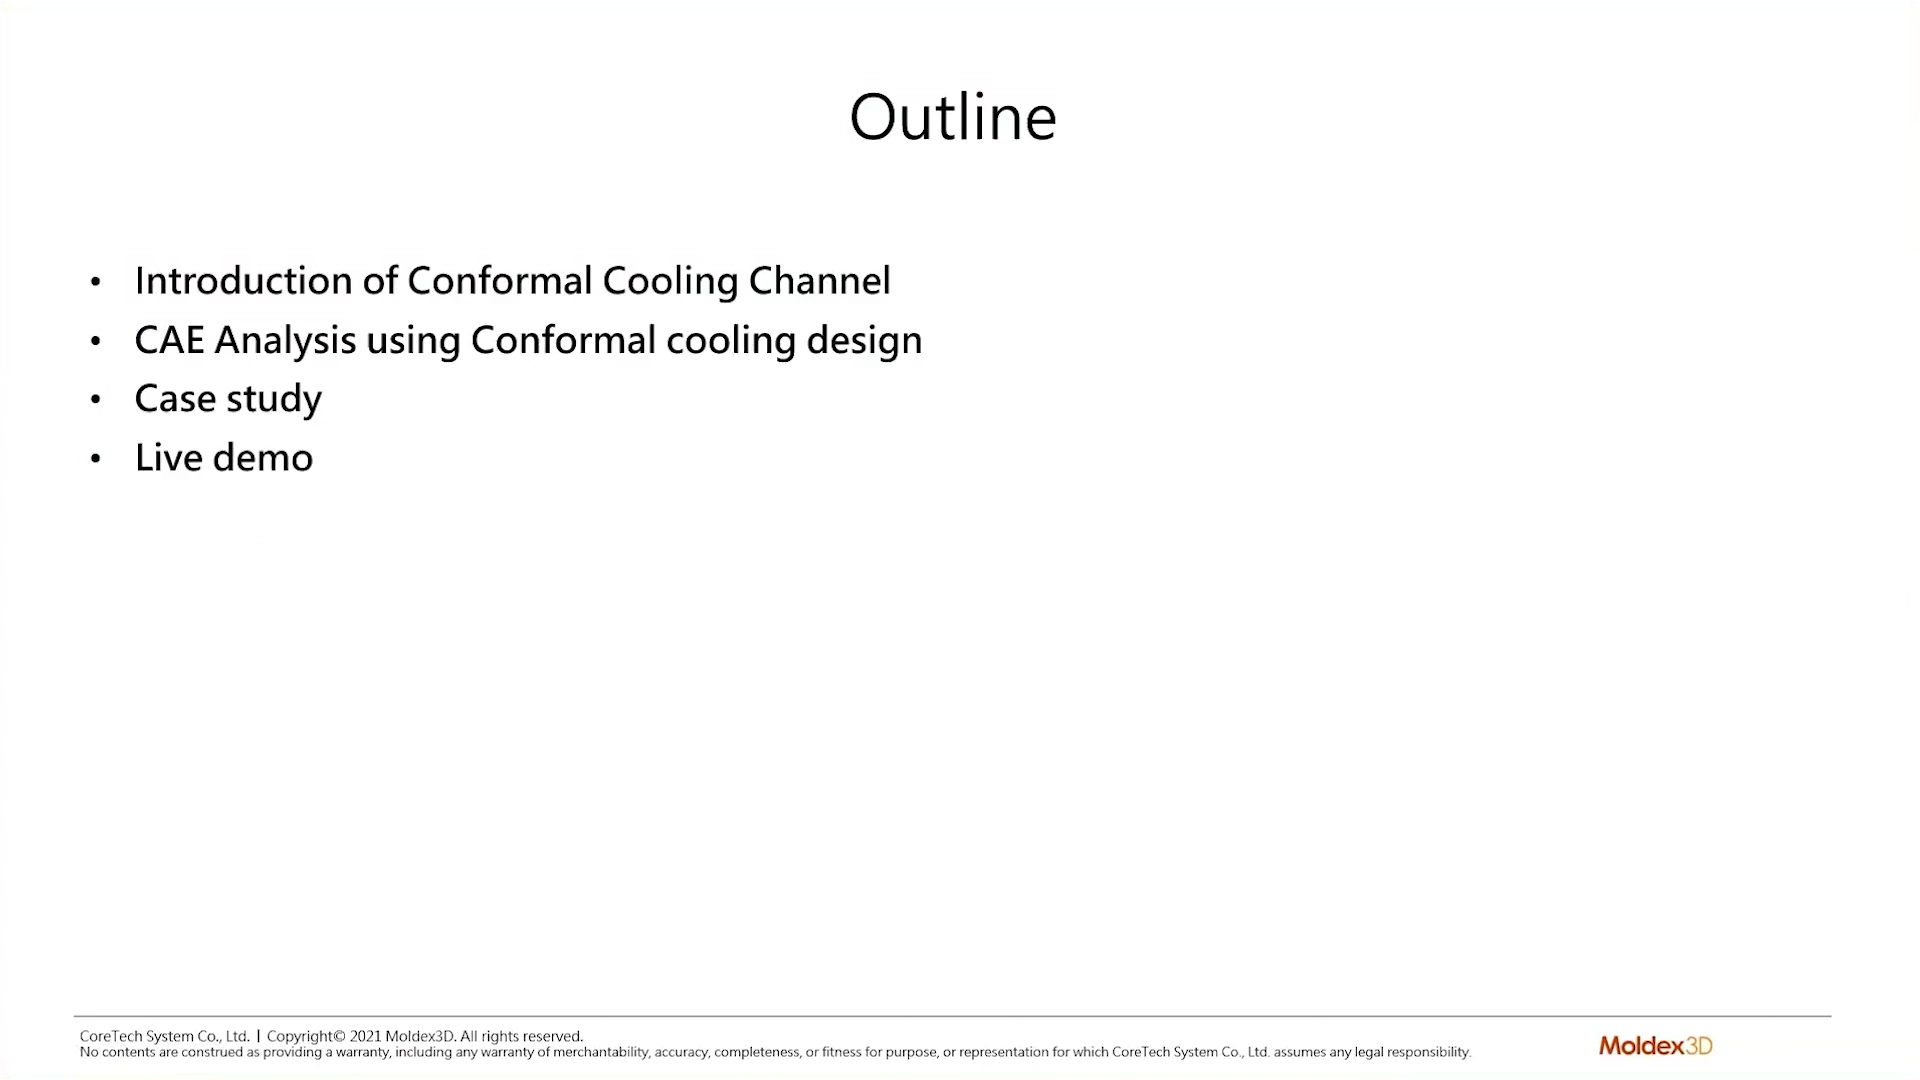 Outline
• Introduction of Conformal Cooling Channel
• CAE Analysis using Conformal cooling design
• Case study
• Live demo
CoreTech System Co., Ltd. | Copyright© 2021 Moldex3D. All rights reserved.
No contents are construed as providing a warranty, including any warranty of merchantability, accuracy, completeness, or fitness for purpose, or representation for which CoreTech System Co., Ltd. assumes any legal responsibility.
Moldex3D